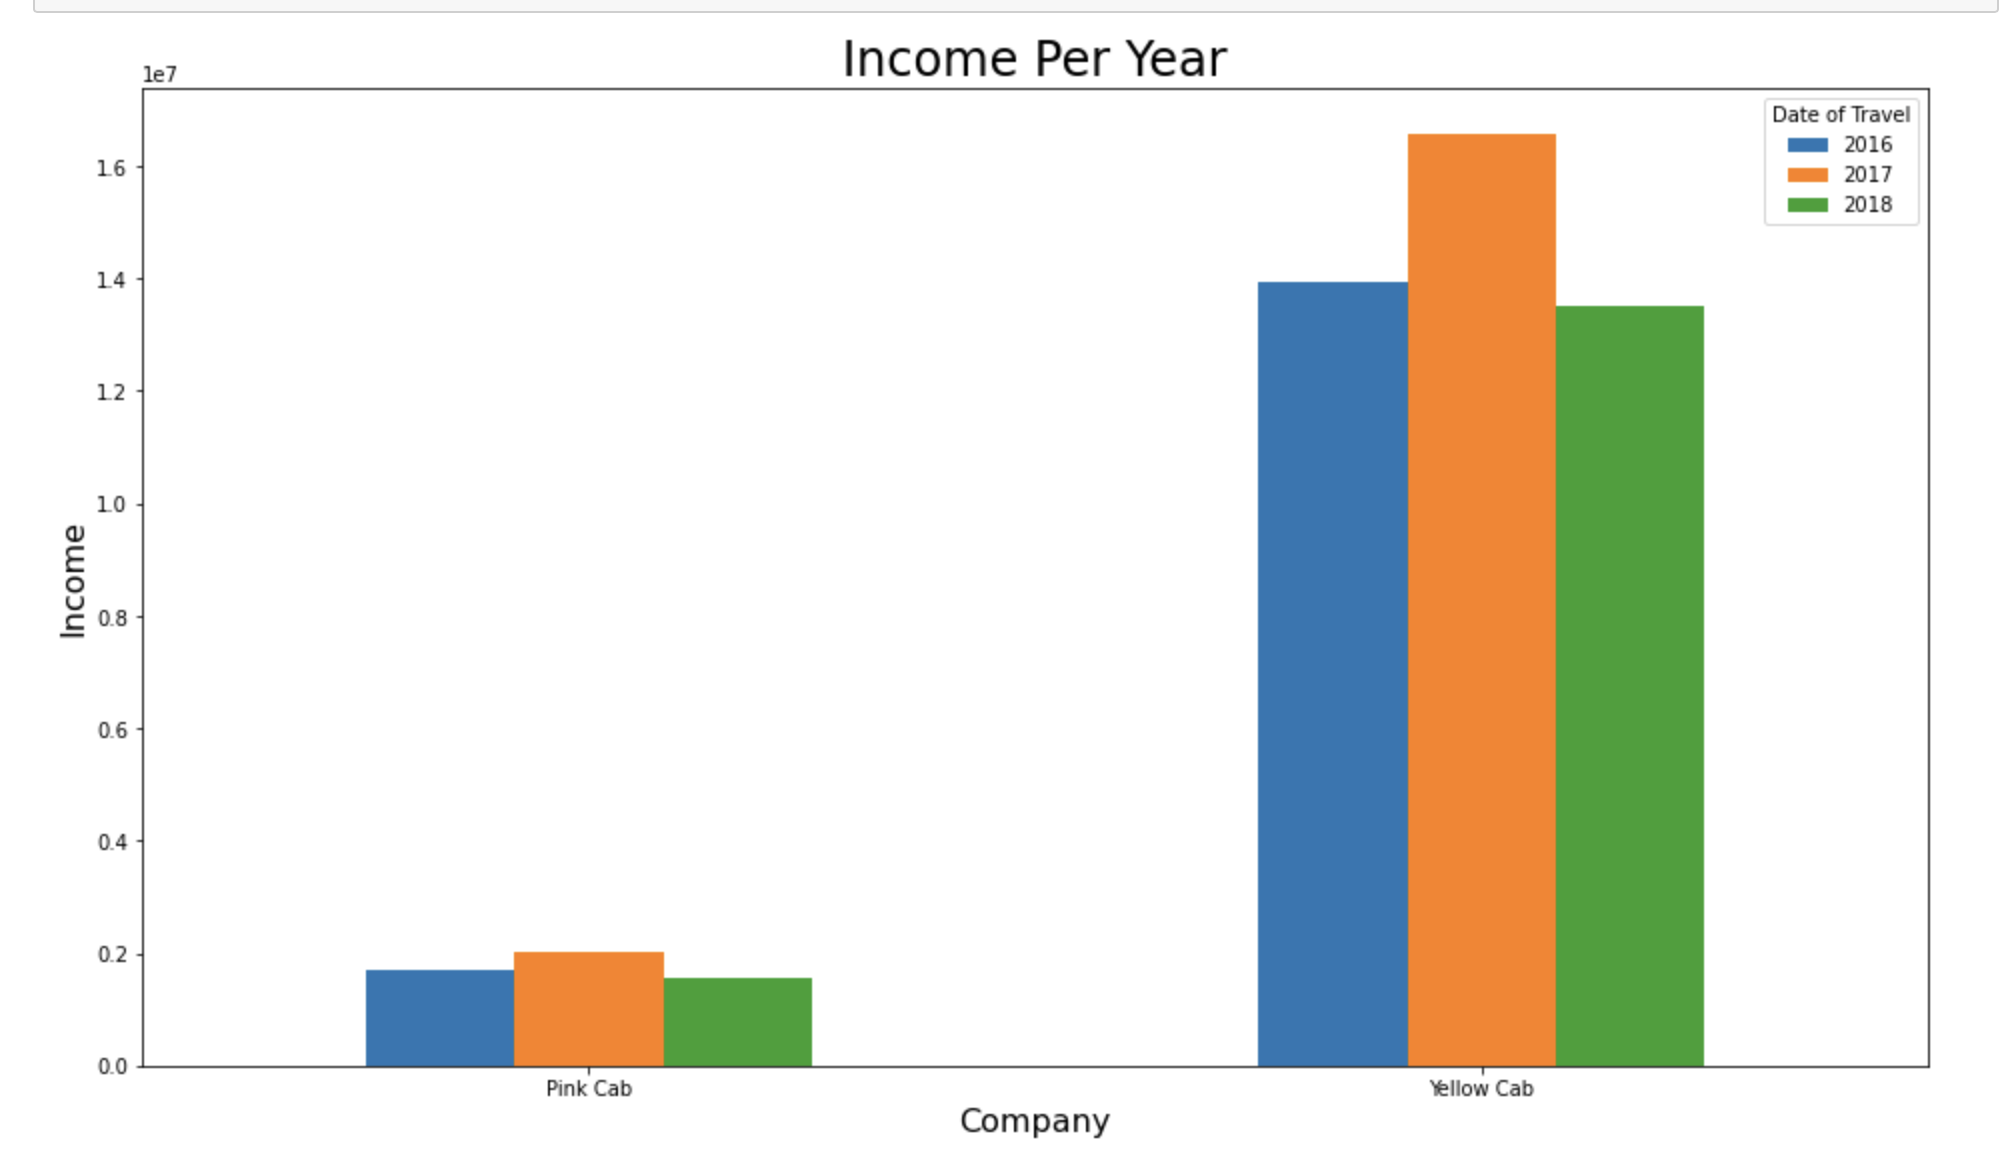 Income Per Year
1e7
Date of Travel
2016
2017
2018
1.6
1.4
1.2
1.0
0.8
0.6
0.4
0.2
0.0
Income
Pink Cab
Yellow Cab
Company